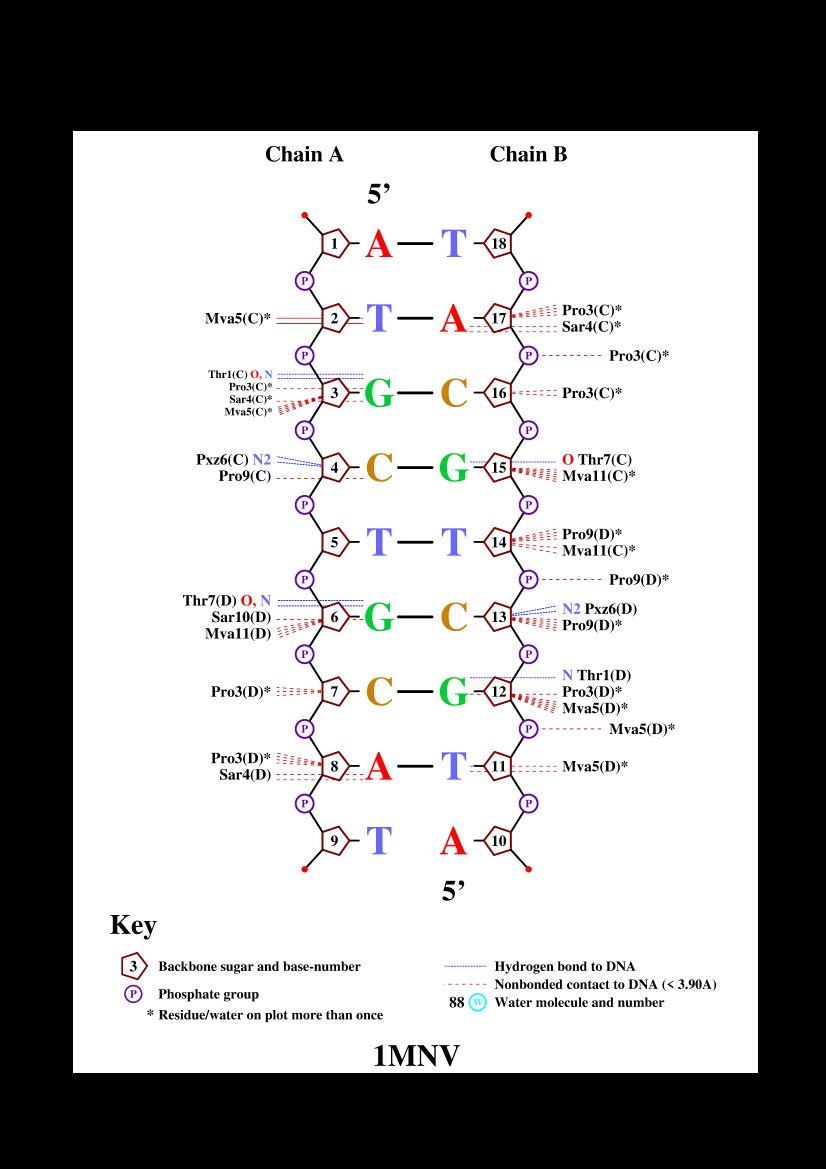 Chain A Chain B
5’
1 A T 18
P P
Mva5(C)* 2 T A 17 Pro3(C)*
Sar4(C)*
P P Pro3(C)*
Thr1(C) O, N
Pro3(C)* 3 G C 16 Pro3(C)*
Sar4(C)*
Mva5(C)*
P P
Pxz6(C) N2 4 C G 15 O Thr7(C)
Pro9(C) Mva11(C)*
P P
5 T T 14 Pro9(D)*
Mva11(C)*
P P Pro9(D)*
Thr7(D) O, N N2 Pxz6(D)
Sar10(D) 6 G C 13 Pro9(D)*
Mva11(D)
P P
N Thr1(D)
Pro3(D)* 7 C G 12 Pro3(D)*
Mva5(D)*
P P Mva5(D)*
Pro3(D)* 8 A T 11 Mva5(D)*
Sar4(D)
P P
9 T A 10
5’
Key
3 Backbone sugar and base-number
P Phosphate group
* Residue/water on plot more than once
Hydrogen bond to DNA
Nonbonded contact to DNA (< 3.90A)
88 W Water molecule and number
1MNV